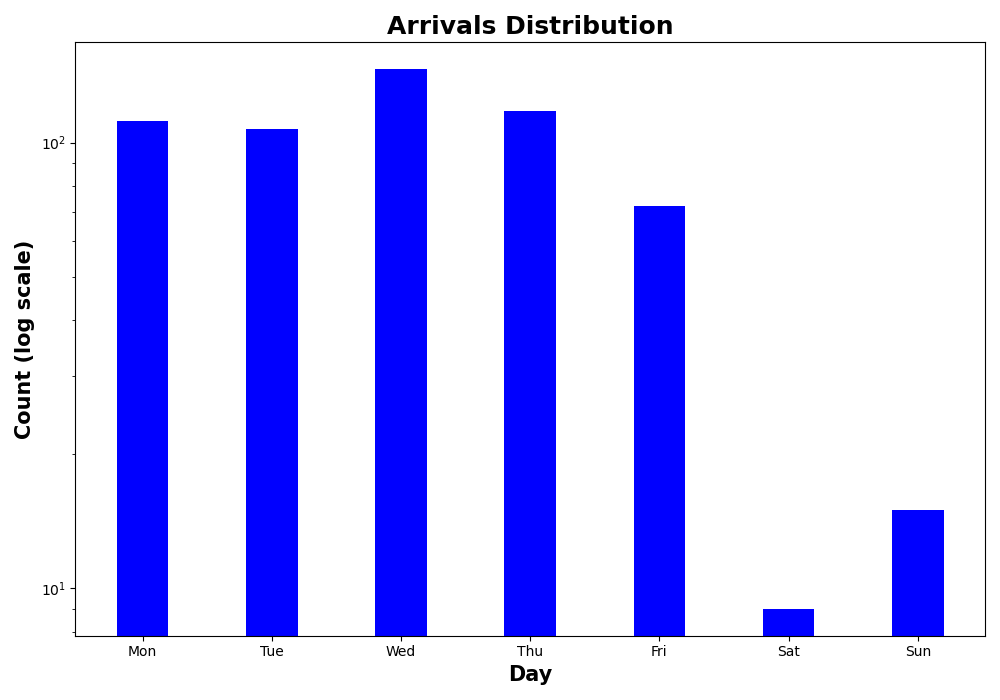 Arrivals Distribution
Count (log scale)
10²
10¹
Mon Tue Wed Thu Fri Sat Sun
Day